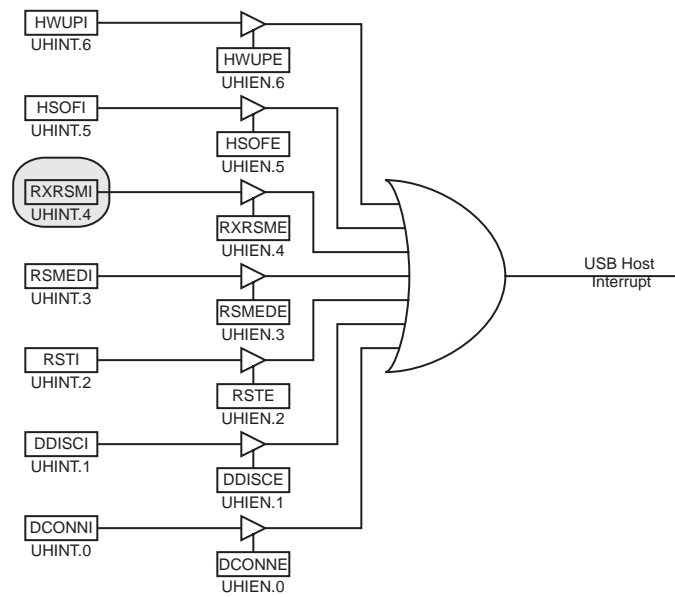 HWUPI
UHINT.6
HWUPE
UHIEN.6
HSOFI
UHINT.5
HSOFE
UHIEN.5
RXRSMI
UHINT.4
RXRSME
UHIEN.4
RSMEDI
UHINT.3
RSMEDE
UHIEN.3
RSTI
UHINT.2
RSTE
UHIEN.2
DDISCI
UHINT.1
DDISCE
UHIEN.1
DCONNI
UHINT.0
DCONNE
UHIEN.0
USB Host
Interrupt